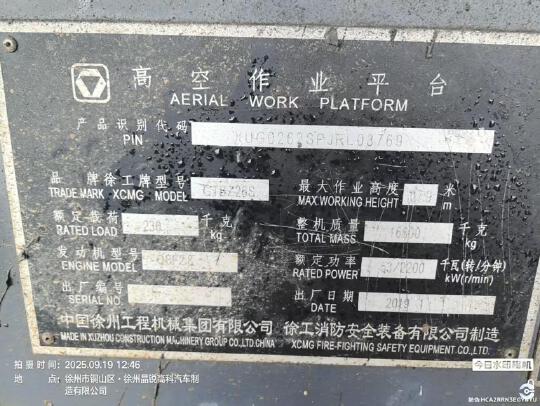 高空作业平台
AERIAL WORK PLATFORM
产品识别代码
PIN
品牌徐工牌型号
TRADE MARK XCMG MODEL
最大作业高度 米
MAX.WORKING HEIGHT m
额定载荷 230 千克
RATED LOAD kg
整机质量 千克
TOTAL MASS kg
发动机型号
ENGINE MODEL
额定功率 /2200 千瓦(转/分钟)
RATED POWER kW(r/min)
出厂编号
SERIAL NO.
出厂日期 2019
DATE
中国徐州工程机械集团有限公司 徐工消防安全装备有限公司制造
XUZHOU CONSTRUCTION MACHINERY GROUP CO.,LTD.CHINA XCMG FIRE-FIGHTING SAFETY EQUIPMENT CO.,LTD.
拍摄时间: 2025.09.19 12:46
地点: 徐州市铜山区·徐州晶锐高科汽车制造有限公司
今日水印相机